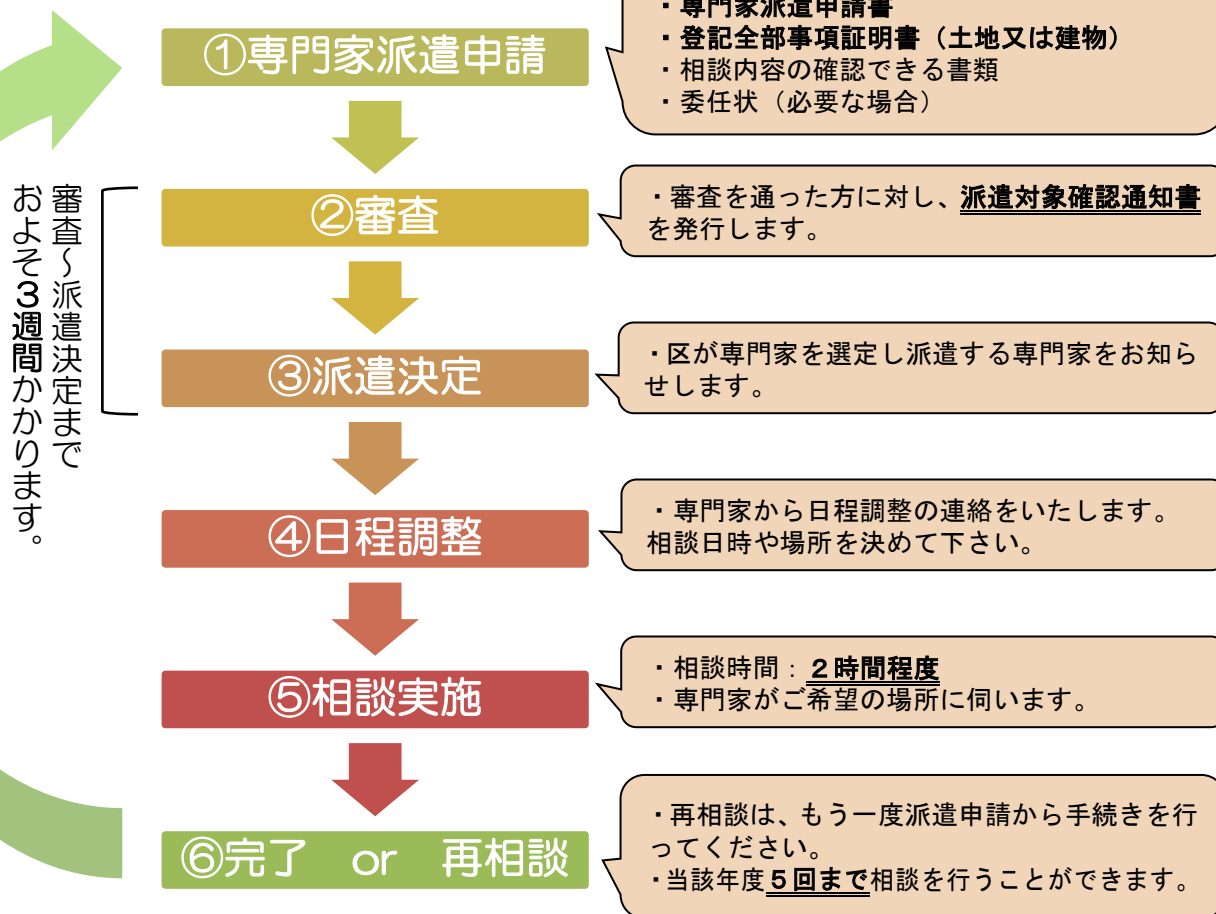 ①専門家派遣申請
・専門家派遣申請書
・登記全部事項証明書（土地又は建物）
・相談内容の確認できる書類
・委任状（必要な場合）
審査～派遣決定まで
およそ３週間かかります。
②審査
・審査を通った方に対し、派遣対象確認通知書
を発行します。
③派遣決定
・区が専門家を選定し派遣する専門家をお知ら
せします。
④日程調整
・専門家から日程調整の連絡をいたします。
相談日時や場所を決めて下さい。
⑤相談実施
・相談時間：２時間程度
・専門家がご希望の場所に伺います。
⑥完了　or　再相談
・再相談は、もう一度派遣申請から手続きを行
ってください。
・当該年度５回まで相談を行うことができます。